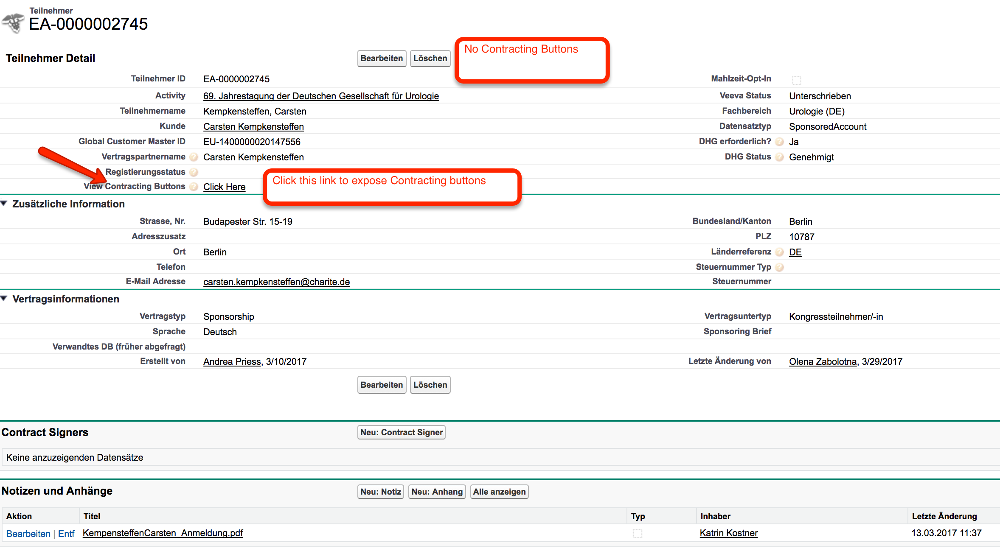 Teilnehmer
EA-0000002745
No Contracting Buttons
Teilnehmer Detail Bearbeiten Löschen
Teilnehmer ID EA-0000002745 Mahlzeit-Opt-In
Activity 69. Jahrestagung der Deutschen Gesellschaft für Urologie Veeva Status Unterschrieben
Teilnehmername Kempkensteffen, Carsten Fachbereich Urologie (DE)
Kunde Carsten Kempkensteffen Datensatztyp SponsoredAccount
Global Customer Master ID EU-1400000020147556 DHG erforderlich? ? Ja
Vertragspartnername ? Carsten Kempkensteffen DHG Status ? Genehmigt
Registierungsstatus ?
Click this link to expose Contracting buttons
View Contracting Buttons ? Click Here
Zusätzliche Information
Strasse, Nr. Budapester Str. 15-19 Bundesland/Kanton Berlin
Adresszusatz PLZ 10787
Ort Berlin Länderreferenz ? DE
Telefon Steuernummer Typ ?
E-Mail Adresse carsten.kempkensteffen@charite.de Steuernummer
Vertragsinformationen
Vertragstyp Sponsorship Vertragsuntertyp Kongressteilnehmer/-in
Sprache Deutsch Sponsoring Brief
Verwandtes DB (früher abgefragt)
Erstellt von Andrea Priess, 3/10/2017 Letzte Änderung von Olena Zabolotna, 3/29/2017
Bearbeiten Löschen
Contract Signers Neu: Contract Signer
Keine anzuzeigenden Datensätze
Notizen und Anhänge Neu: Notiz Neu: Anhang Alle anzeigen
Aktion Titel Typ Inhaber Letzte Änderung
Bearbeiten | Entf KempensteffenCarsten_Anmeldung.pdf Katrin Kostner 13.03.2017 11:37